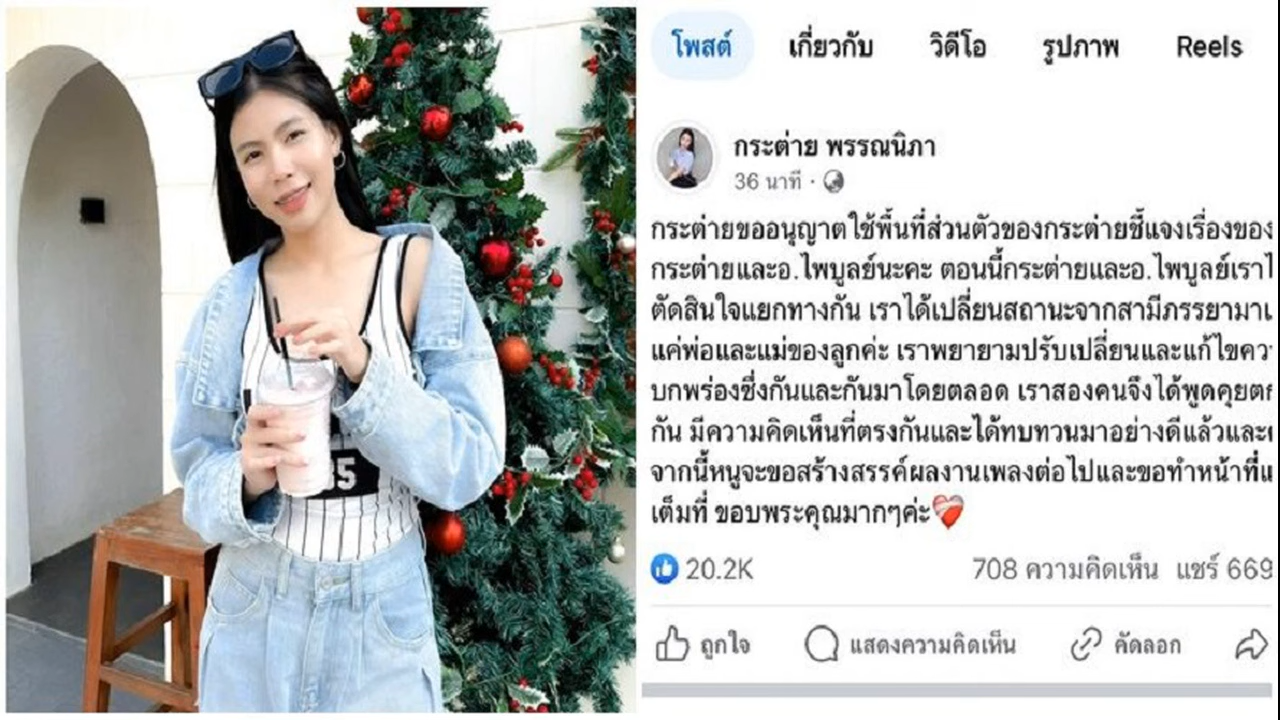 35
โพสต์ เกี่ยวกับ วิดีโอ รูปภาพ Reels
กระต่าย พรรณนิภา
36 นาที ·
กระต่ายขออนุญาตใช้พื้นที่ส่วนตัวของกระต่ายชี้แจงเรื่องของ
กระต่ายและอ.ไพบูลย์นะคะ ตอนนี้กระต่ายและอ.ไพบูลย์เรา
ตัดสินใจแยกทางกัน เราได้เปลี่ยนสถานะจากสามีภรรยามา
แค่พ่อและแม่ของลูกค่ะ เราพยายามปรับเปลี่ยนและแก้ไข
บกพร่องซึ่งกันและกันมาโดยตลอด เราสองคนจึงได้พูดคุย
กัน มีความคิดเห็นที่ตรงกันและได้ทบทวนมาอย่างดีแล้วและ
จากนี้หนูจะขอสร้างสรรค์ผลงานเพลงต่อไปและขอทำหน้าที่
เต็มที่ ขอบพระคุณมากๆค่ะ❤️‍🩹
20.2K 708 ความคิดเห็น แชร์ 669
ถูกใจ แสดงความคิดเห็น คัดลอก